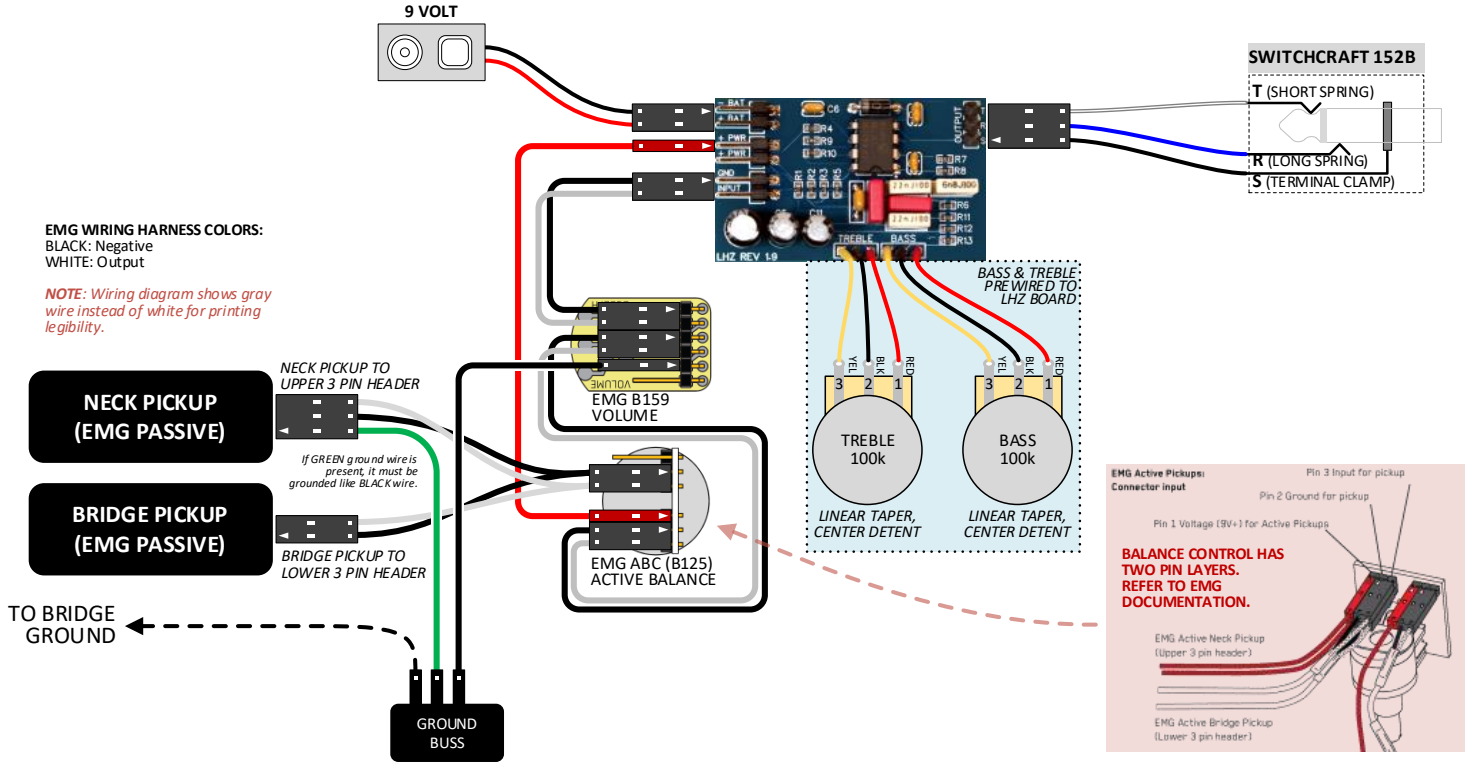 9 VOLT
SWITCHCRAFT 152B
T (SHORT SPRING)
R (LONG SPRING)
S (TERMINAL CLAMP)
- BAT
+ BAT
+ PWR
+ PWR
GND
INPUT
C6
R4
R9
R10
R1
R2
R3
R5
OUTPUT
T
R
S
R7
R8
22nJ100
6n8J100
22nJ100
R6
R11
R12
R13
C11
TREBLE
BASS
LHZ REV 1.9
EMG WIRING HARNESS COLORS:
BLACK: Negative
WHITE: Output
NOTE: Wiring diagram shows gray
wire instead of white for printing
legibility.
BASS & TREBLE
PREWIRED TO
LHZ BOARD
YEL
BLK
RED
3
2
1
TREBLE
100k
LINEAR TAPER,
CENTER DETENT
YEL
BLK
RED
3
2
1
BASS
100k
LINEAR TAPER,
CENTER DETENT
VOLUME
EMG B159
VOLUME
NECK PICKUP TO
UPPER 3 PIN HEADER
NECK PICKUP
(EMG PASSIVE)
If GREEN ground wire is
present, it must be
grounded like BLACK wire.
BRIDGE PICKUP
(EMG PASSIVE)
BRIDGE PICKUP TO
LOWER 3 PIN HEADER
EMG ABC (B125)
ACTIVE BALANCE
TO BRIDGE
GROUND
GROUND
BUSS
EMG Active Pickups:
Connector input
Pin 3 Input for pickup
Pin 2 Ground for pickup
Pin 1 Voltage (9V+) for Active Pickups
BALANCE CONTROL HAS
TWO PIN LAYERS.
REFER TO EMG
DOCUMENTATION.
EMG Active Neck Pickup
(Upper 3 pin header)
EMG Active Bridge Pickup
(Lower 3 pin header)